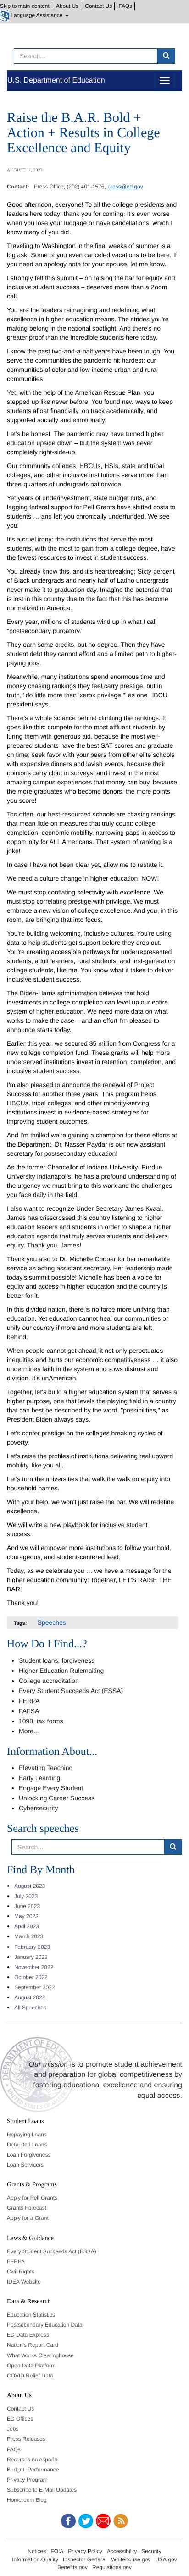 Skip to main content | About Us | Contact Us | FAQs |
Language Assistance
Search...
U.S. Department of Education
Raise the B.A.R. Bold +
Action + Results in College
Excellence and Equity
AUGUST 11, 2022
Contact: Press Office, (202) 401-1576, press@ed.gov
Good afternoon, everyone! To all the college presidents and
leaders here today: thank you for coming. It's even more
when you lose your luggage or have cancellations, which I
know many of you did.
Traveling to Washington in the final weeks of summer is a
big ask. Some of you even canceled vacations to be here. If
you need an apology note for your spouse, let me know.
I strongly felt this summit – on raising the bar for equity and
inclusive student success – deserves more than a Zoom
call.
You are the leaders reimagining and redifining what
excellence in higher education means. The strides you're
making is long overdue for the national spotlight! And there's no
greater proof than the incredible students here today.
I know the past two-and-a-half years haven been tough. You
serve the communities the pandemic hit hardest: our
communities of color and low-income urban and rural
communities.
Yet, with the help of the American Rescue Plan, you
stepped up like never before. You found new ways to keep
students afloat financially, on track academically,
supported socially and emotionally.
Let's be honest. The pandemic may have turned higher
education upside down – but the system was never
completely right-side-up.
Our community colleges, HBCUs, HSIs, state and tribal
colleges, and other inclusive institutions serve more than
three-quarters of undergraduates nationwide.
Yet years of underinvestment, state budget cuts, and
lagging federal support for Pell Grants have shifted costs to
students … and left you chronically underfunded. We see
you!
It's a cruel irony: the institutions that serve the most
students, with the most to gain from a college degree, have
the fewest resources to invest in student success.
You already know this, and it's heartbreaking: Sixty percent
of Black undergraduates and nearly half of Latino students
never make it to graduation day. Imagine the potential that
is lost in this country due to the fact that this has become
normalized in America.
Every year, millions of students wind up in what I call
"postsecondary purgatory."
They earn some credits, but no degree. Then they have
student debt they cannot afford and a limited path to higher-
paying jobs.
Meanwhile, many institutions spend enormous time and
money chasing rankings they feel carry prestige, but in
truth, "do little more than 'xerox privilege,'" as one HBCU
president says.
There's a whole science behind climbing the rankings. It
goes like this: compete for the most affluent students by
luring them with generous aid, because the most well-
prepared students have the best SAT scores and graduate
on time; seek favor with your peers from other elite schools
with expensive dinners and lavish events, because their
opinions carry clout in surveys; and invest in the most
amazing campus experiences that money can buy, because
the more graduates who become donors, the more points
you score!
Too often, our best-resourced schools are chasing rankings
that mean little on measures that truly count: college
completion, economic mobility, narrowing gaps in access to
opportunity for ALL Americans. That system of ranking is a
joke!
In case I have not been clear yet, allow me to restate it.
We need a culture change in higher education, NOW!
We must stop conflating selectivity with excellence. We
must stop correlating prestige with privilege. We must
embrace a new vision of college excellence. And you, in this
room, are bringing that vision forward.
You're building welcoming, inclusive cultures. You're using
data to help students before they get too far off course.
You're creating accessible pathways for underrepresented
students, adult learners, rural students, and first-generation
college students, like me. You know what it takes to deliver
inclusive student success.
The Biden-Harris administration believes that bold
investments in building on what you do best can turn around
our entire system of higher education. We need more data on what
works to make the case – and an effort I'm pleased to
announce starts today.
Earlier this year, we secured $5 million from Congress for a
new college completion fund. These grants will help more
underserved students invest in retention, completion, and
inclusive student success.
I'm also pleased to announce the renewal of Project
Success for another three years. This program helps
HBCUs, tribal colleges, and other minority-serving
institutions invest in evidence-based strategies for
improving student outcomes.
And I'm thrilled we're gaining a champion for these efforts at
the Department. Dr. Nasser Paydar is our new assistant
secretary for postsecondary education!
As the former Chancellor of Indiana University–Purdue
University Indianapolis, he has a profound understanding of
the urgency we must bring to this work and the challenges
you face daily in the field.
I also want to recognize Under Secretary James Kvaal.
James has crisscrossed this country listening to higher
education leaders and students in order to shape a higher
education agenda that truly serves students and delivers
equity. Thank you, James!
Thank you also to Dr. Michelle Cooper for her remarkable
service as acting assistant secretary. Her leadership made
today's summit possible! Michelle has been a voice for
equity and access in higher education and the country is
better for it.
In this divided nation, there is no force more unifying than
education. Yet education cannot heal our communities or
unify our country if more and more students are left
behind.
When people cannot get ahead, it not only perpetuates
inequities and hurts our economic competitiveness … it also
undermines faith in the system and sows distrust and
division. It's unAmerican.
Together, let's build a higher education system that serves a
higher purpose, one that levels the playing field in a country
that can best be described by one word, "possibilities," as
President Biden always says.
Let's confer prestige on the colleges breaking cycles of
poverty.
Let's raise the profiles of institutions delivering real upward
mobility, like you all.
Let's turn the universities that walk the walk on equity into
household names.
With your help, we won't just raise the bar. We will redefine
excellence.
We will write a new playbook for inclusive student
success.
And we will empower more institutions to follow your bold,
courageous, and student-centered lead.
Today, as we celebrate you … we have a message for the
higher education community: Together, LET'S RAISE THE
BAR!
Thank you!
Tags: Speeches
How Do I Find...?
Student loans, forgiveness
Higher Education Rulemaking
College accreditation
Every Student Succeeds Act (ESSA)
FERPA
FAFSA
1098, tax forms
More...
Information About...
Elevating Teaching
Early Learning
Engage Every Student
Unlocking Career Success
Cybersecurity
Search speeches
Search...
Find By Month
August 2023
July 2023
June 2023
May 2023
April 2023
March 2023
February 2023
January 2023
November 2022
October 2022
September 2022
August 2022
All Speeches
Our mission is to promote student achievement
and preparation for global competitiveness by
fostering educational excellence and ensuring
equal access.
Student Loans
Repaying Loans
Defaulted Loans
Loan Forgiveness
Loan Servicers
Grants & Programs
Apply for Pell Grants
Grants Forecast
Apply for a Grant
Laws & Guidance
Every Student Succeeds Act (ESSA)
FERPA
Civil Rights
IDEA Website
Data & Research
Education Statistics
Postsecondary Education Data
ED Data Express
Nation's Report Card
What Works Clearinghouse
Open Data Platform
COVID Relief Data
About Us
Contact Us
ED Offices
Jobs
Press Releases
FAQs
Recursos en español
Budget, Performance
Privacy Program
Subscribe to E-Mail Updates
Homeroom Blog
Notices FOIA Privacy Policy Accessibility Security
Information Quality Inspector General Whitehouse.gov USA.gov
Benefits.gov Regulations.gov